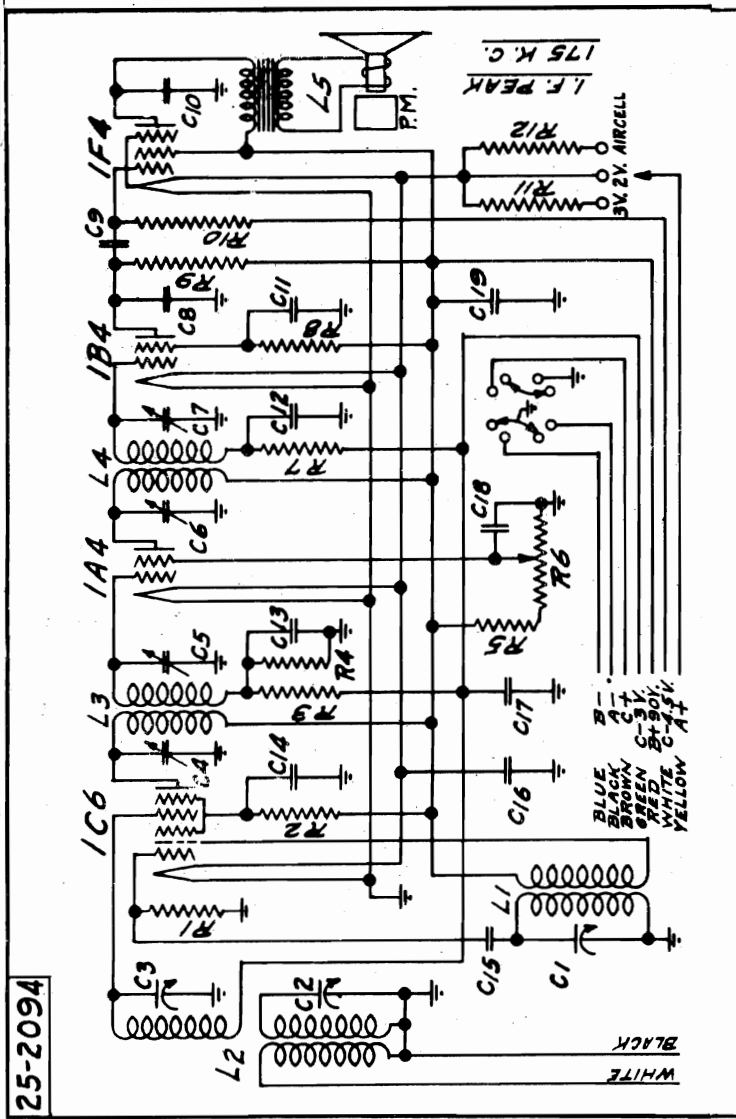 25-2094
1C6
1A4
1B4
1F4
L3
L4
C9
C10
L5
P.M.
I.F. PEAK
175 K.C.
C4
C5
C6
C7
C8
C3
R1
C14
R2
C13
R4
R3
C12
R7
C11
R8
R9
R10
R11
R12
3V. 2V. AIRCELL
L2
C2
C15
C1
L1
C16
C17
R5
R6
C18
C19
BLUE B-
BLACK A-
BROWN C+
GREEN C-3V.
RED B+90V.
WHITE C-4.5V.
YELLOW A+
BLACK
WHITE